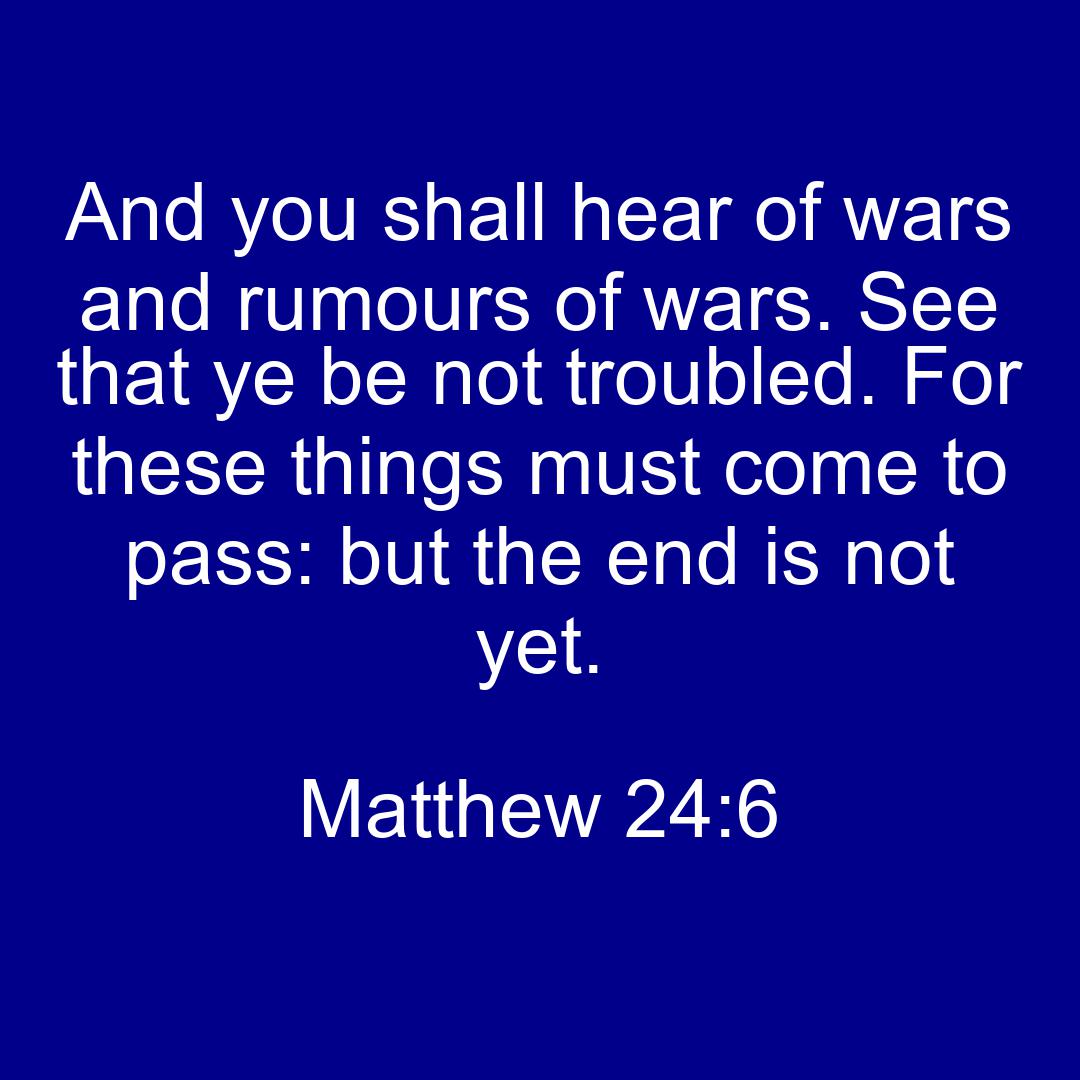 And you shall hear of wars
and rumours of wars. See
that ye be not troubled. For
these things must come to
pass: but the end is not
yet.
Matthew 24:6